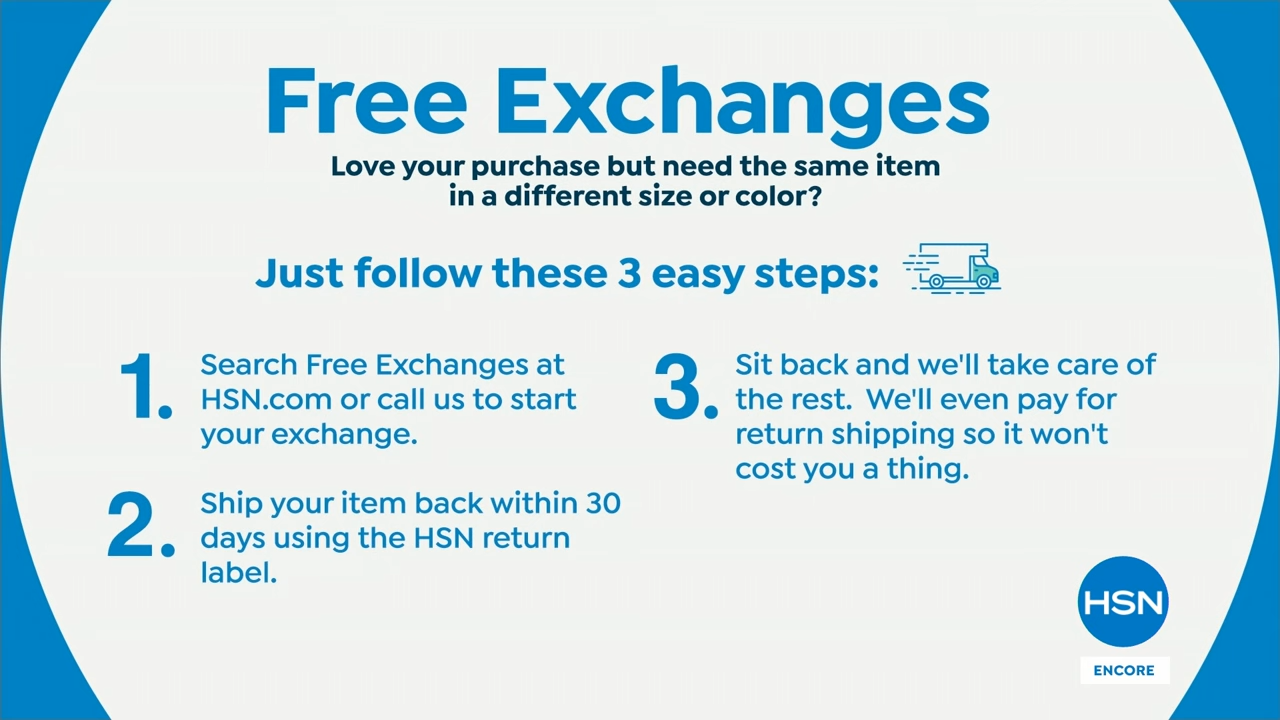 Free Exchanges
Love your purchase but need the same item
in a different size or color?
Just follow these 3 easy steps:
1. Search Free Exchanges at
HSN.com or call us to start
your exchange.
2. Ship your item back within 30
days using the HSN return
label.
3. Sit back and we'll take care of
the rest.  We'll even pay for
return shipping so it won't
cost you a thing.
HSN
ENCORE